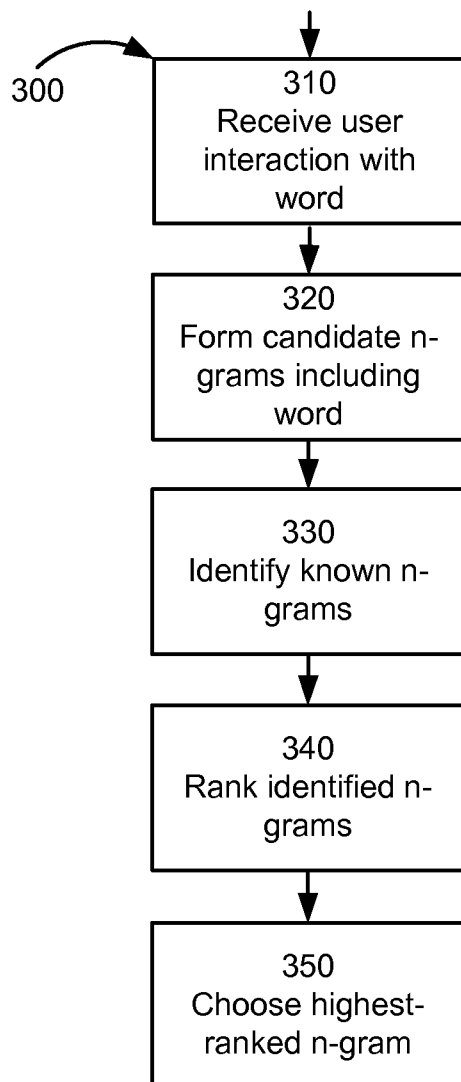 300
310
Receive user
interaction with
word
320
Form candidate n-
grams including
word
330
Identify known n-
grams
340
Rank identified n-
grams
350
Choose highest-
ranked n-gram